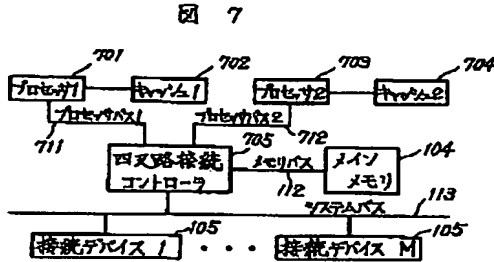 図 7
701 702 703 704
プロセッサ1 キャッシュ1 プロセッサ2 キャッシュ2
プロセッサバス1 プロセッサバス2
711 712
705
四叉路接続
コントローラ
メモリバス
112
104
メイン
メモリ
システムバス 113
105 105
接続デバイス 1 ・・・ 接続デバイス M